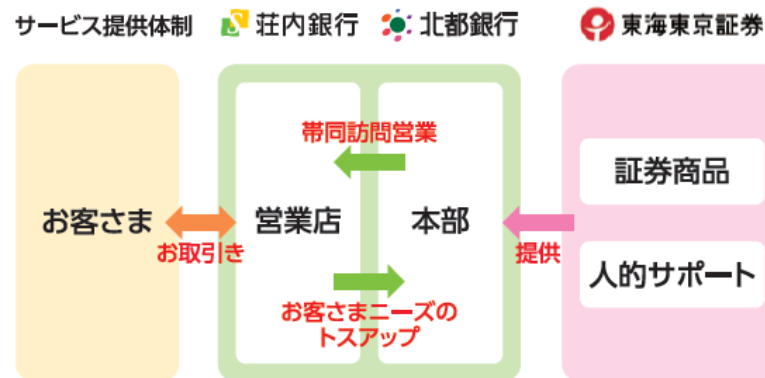 サービス提供体制
荘内銀行
北都銀行
東海東京証券
帯同訪問営業
証券商品
お客さま
営業店
本部
お取引き
提供
人的サポート
お客さまニーズの
トスアップ